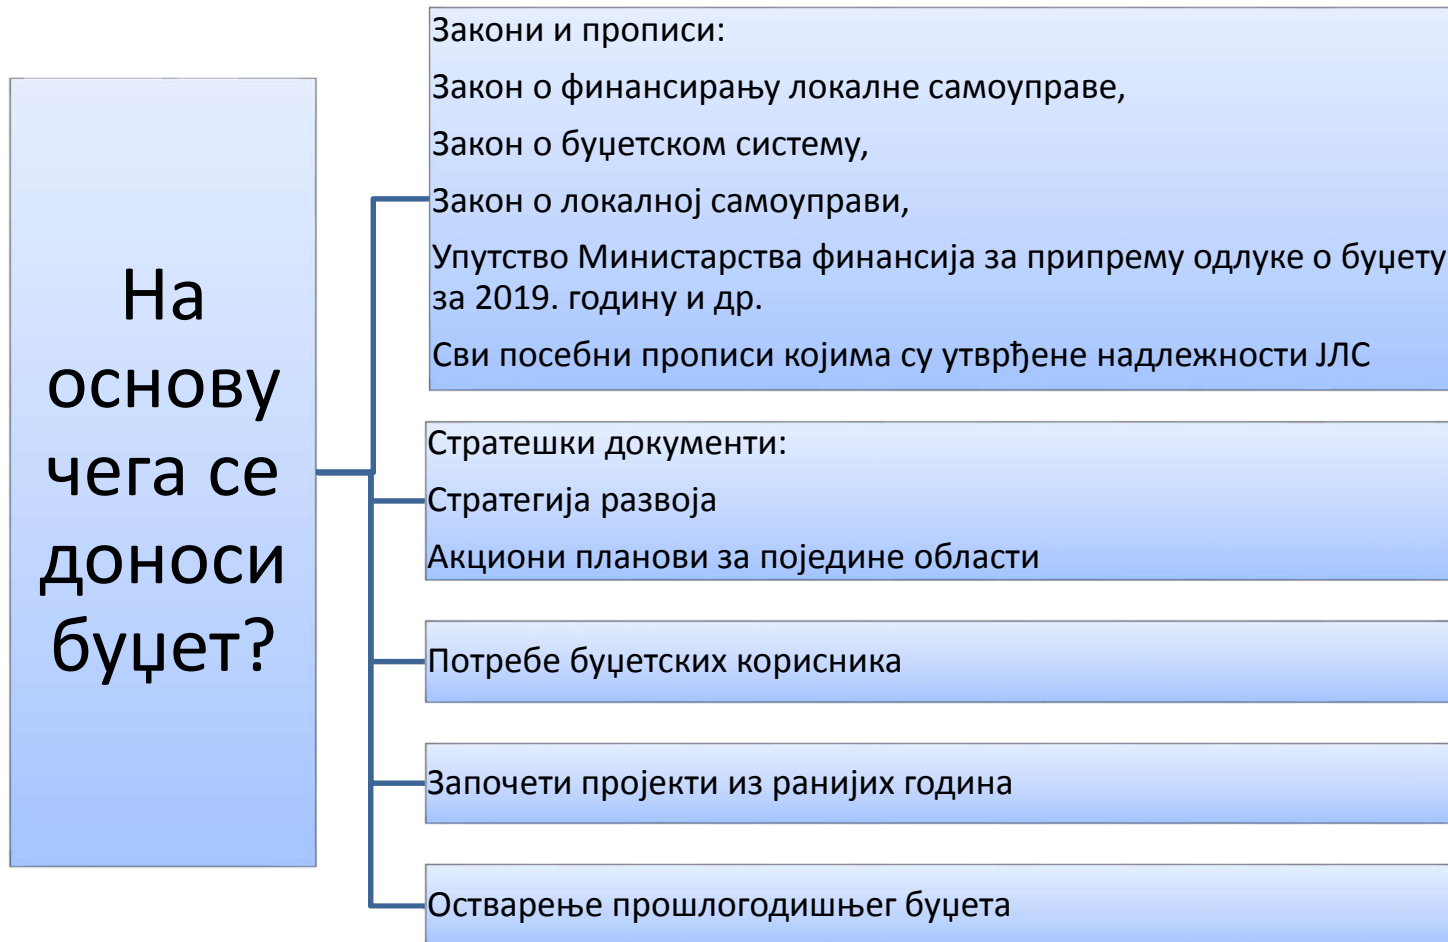 На
основу
чега се
доноси
буџет?
Закони и прописи:
Закон о финансирању локалне самоуправе,
Закон о буџетском систему,
Закон о локалној самоуправи,
Упутство Министарства финансија за припрему одлуке о буџету
за 2019. годину и др.
Сви посебни прописи којима су утврђене надлежности ЈЛС
Стратешки документи:
Стратегија развоја
Акциони планови за поједине области
Потребе буџетских корисника
Започети пројекти из ранијих година
Остварење прошлогодишњег буџета